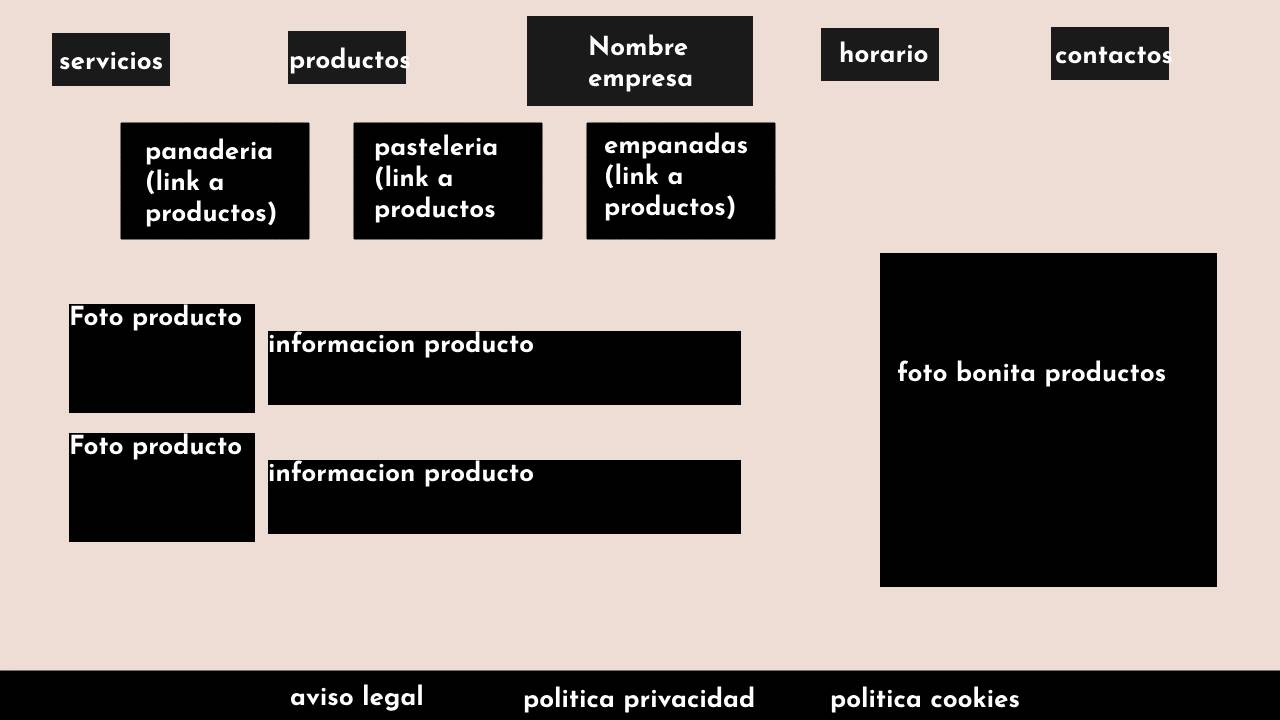 servicios
productos
Nombre
empresa
horario
contactos
panaderia
(link a
productos)
pasteleria
(link a
productos
empanadas
(link a
productos)
Foto producto
informacion producto
foto bonita productos
Foto producto
informacion producto
aviso legal
politica privacidad
politica cookies